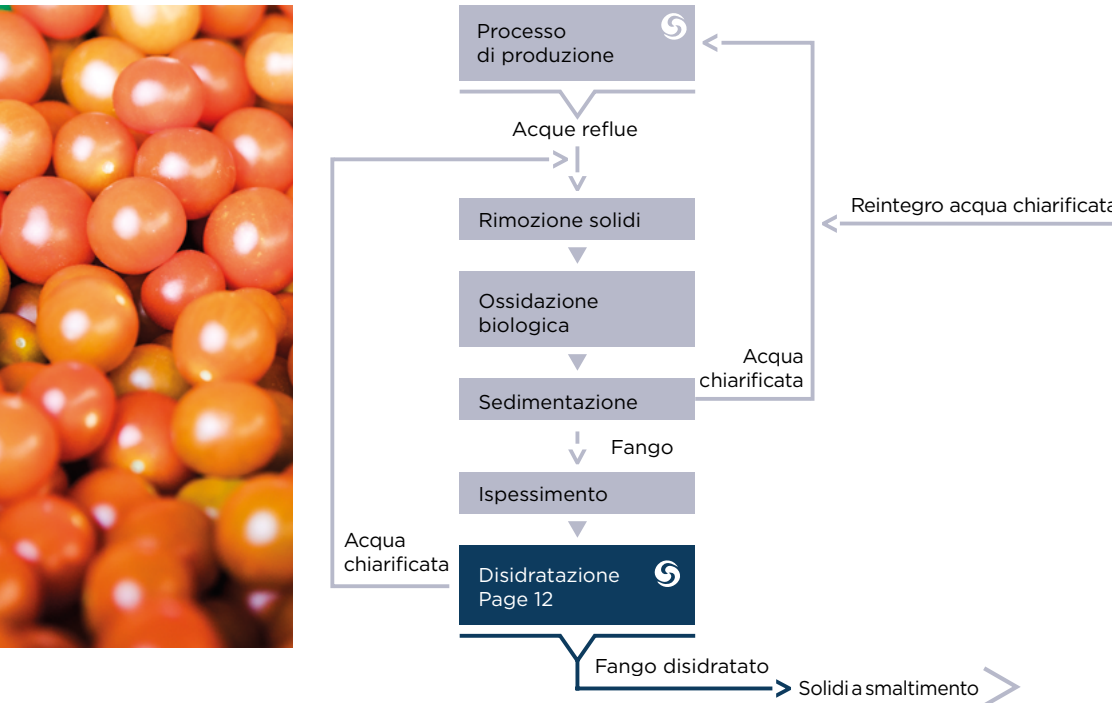 Processo
di produzione
Acque reflue
Rimozione solidi
Reintegro acqua chiarificata
Ossidazione
biologica
Acqua
chiarificata
Sedimentazione
Fango
Ispessimento
Acqua
chiarificata
Disidratazione
Page 12
Fango disidratato
Solidi a smaltimento